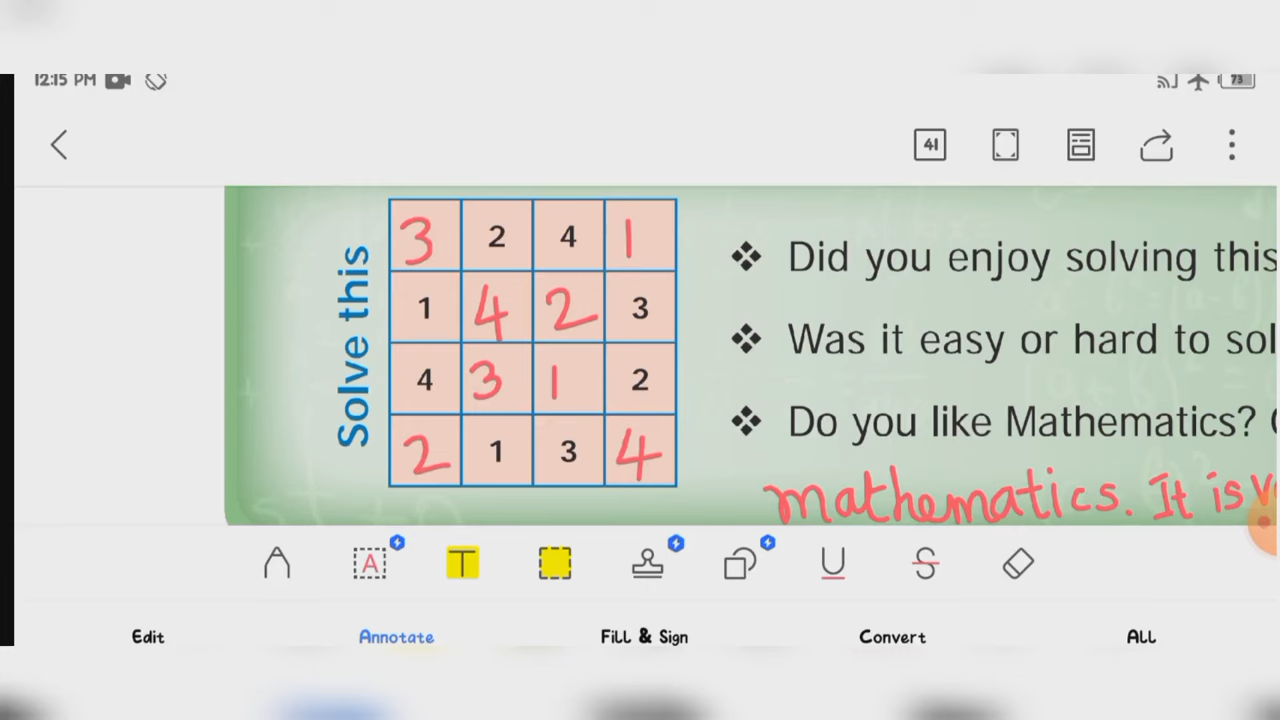 12:15 PM
73
41
Solve this
3 2 4 1
1 4 2 3
4 3 1 2
2 1 3 4
❖ Did you enjoy solving this
❖ Was it easy or hard to sol
❖ Do you like Mathematics?
mathematics. It is v
A T U S
Edit Annotate Fill & Sign Convert All